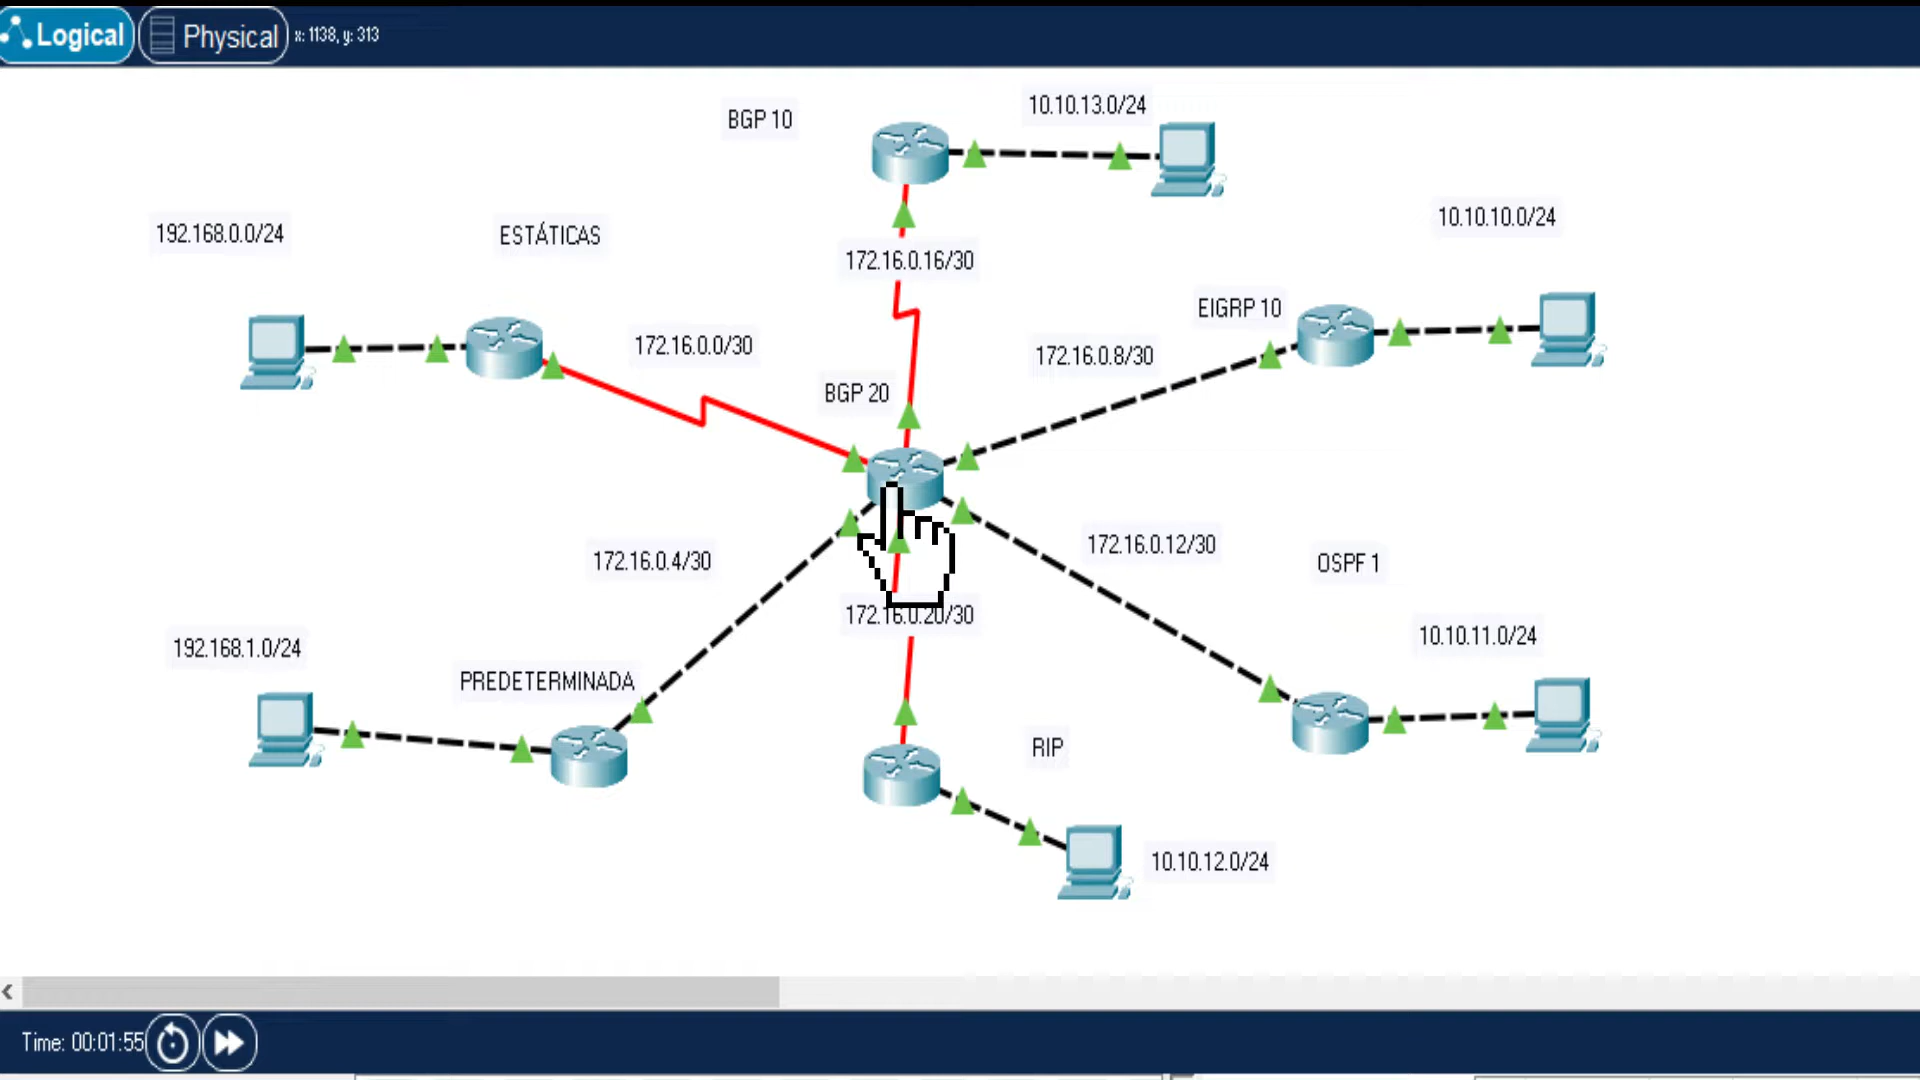 Logical
Physical
x: 1138, y: 313
BGP 10
10.10.13.0/24
192.168.0.0/24
ESTÁTICAS
172.16.0.16/30
10.10.10.0/24
EIGRP 10
172.16.0.0/30
172.16.0.8/30
BGP 20
172.16.0.4/30
172.16.0.12/30
OSPF 1
172.16.0.20/30
192.168.1.0/24
10.10.11.0/24
PREDETERMINADA
RIP
10.10.12.0/24
Time: 00:01:55